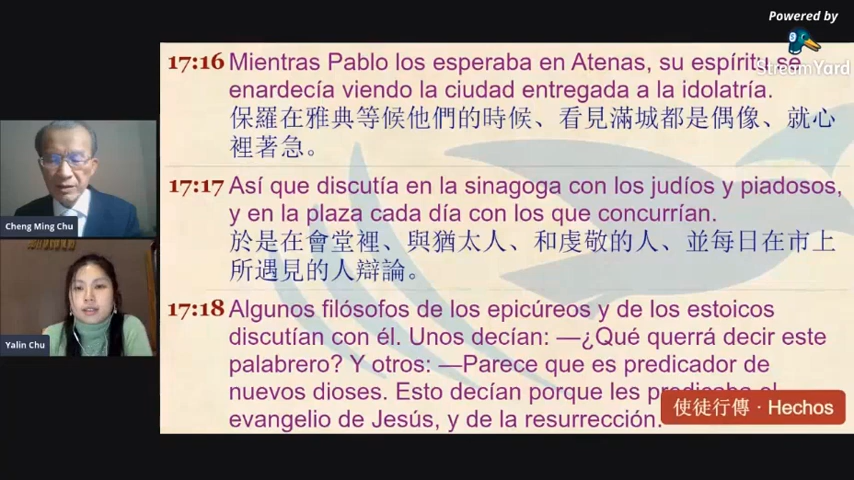 Powered by
StreamYard
17:16 Mientras Pablo los esperaba en Atenas, su espíritu se
enardecía viendo la ciudad entregada a la idolatría.
保羅在雅典等候他們的時候、看見滿城都是偶像、就心
裡著急。
17:17 Así que discutía en la sinagoga con los judíos y piadosos,
y en la plaza cada día con los que concurrían.
於是在會堂裡、與猶太人、和虔敬的人、並每日在市上
所遇見的人辯論。
17:18 Algunos filósofos de los epicúreos y de los estoicos
discutían con él. Unos decían: —¿Qué querrá decir este
palabrero? Y otros: —Parece que es predicador de
nuevos dioses. Esto decían porque les predicaba el
evangelio de Jesús, y de la resurrección.
使徒行傳 · Hechos
Cheng Ming Chu
Yalin Chu